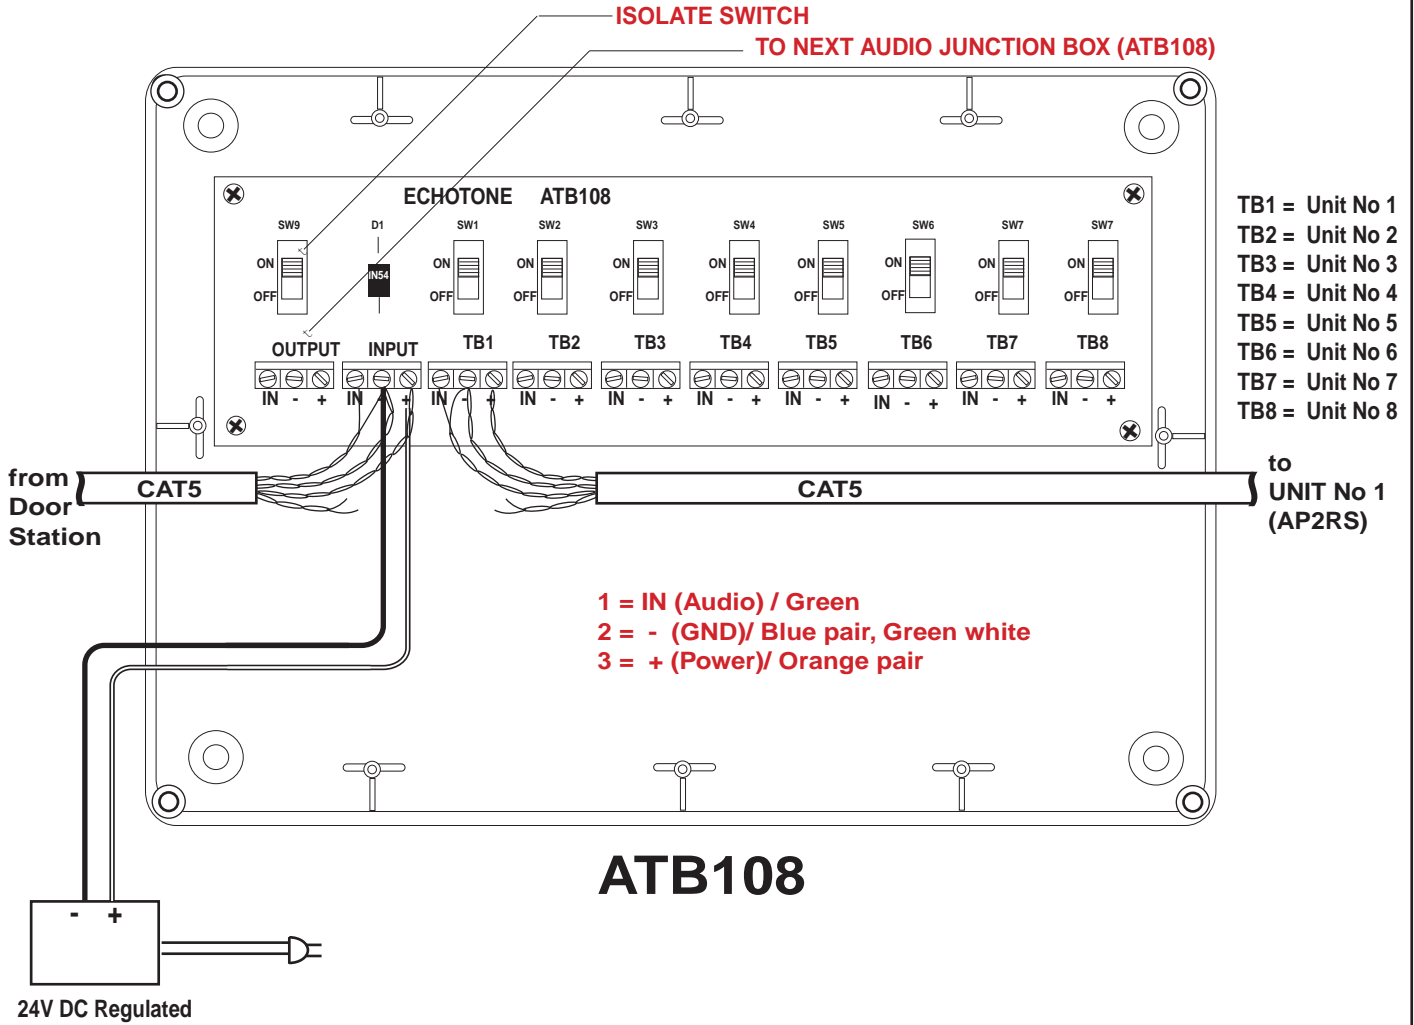 ISOLATE SWITCH
TO NEXT AUDIO JUNCTION BOX (ATB108)
ECHOTONE ATB108
SW9 D1 SW1 SW2 SW3 SW4 SW5 SW6 SW7 SW7
ON ON ON ON ON ON ON ON ON
IN54
OFF OFF OFF OFF OFF OFF OFF OFF OFF
OUTPUT INPUT TB1 TB2 TB3 TB4 TB5 TB6 TB7 TB8
IN - + IN - + IN - + IN - + IN - + IN - + IN - + IN - + IN - + IN - +
TB1 = Unit No 1
TB2 = Unit No 2
TB3 = Unit No 3
TB4 = Unit No 4
TB5 = Unit No 5
TB6 = Unit No 6
TB7 = Unit No 7
TB8 = Unit No 8
from
Door
Station
CAT5
CAT5
to
UNIT No 1
(AP2RS)
1 = IN (Audio) / Green
2 = - (GND)/ Blue pair, Green white
3 = + (Power)/ Orange pair
ATB108
- +
24V DC Regulated